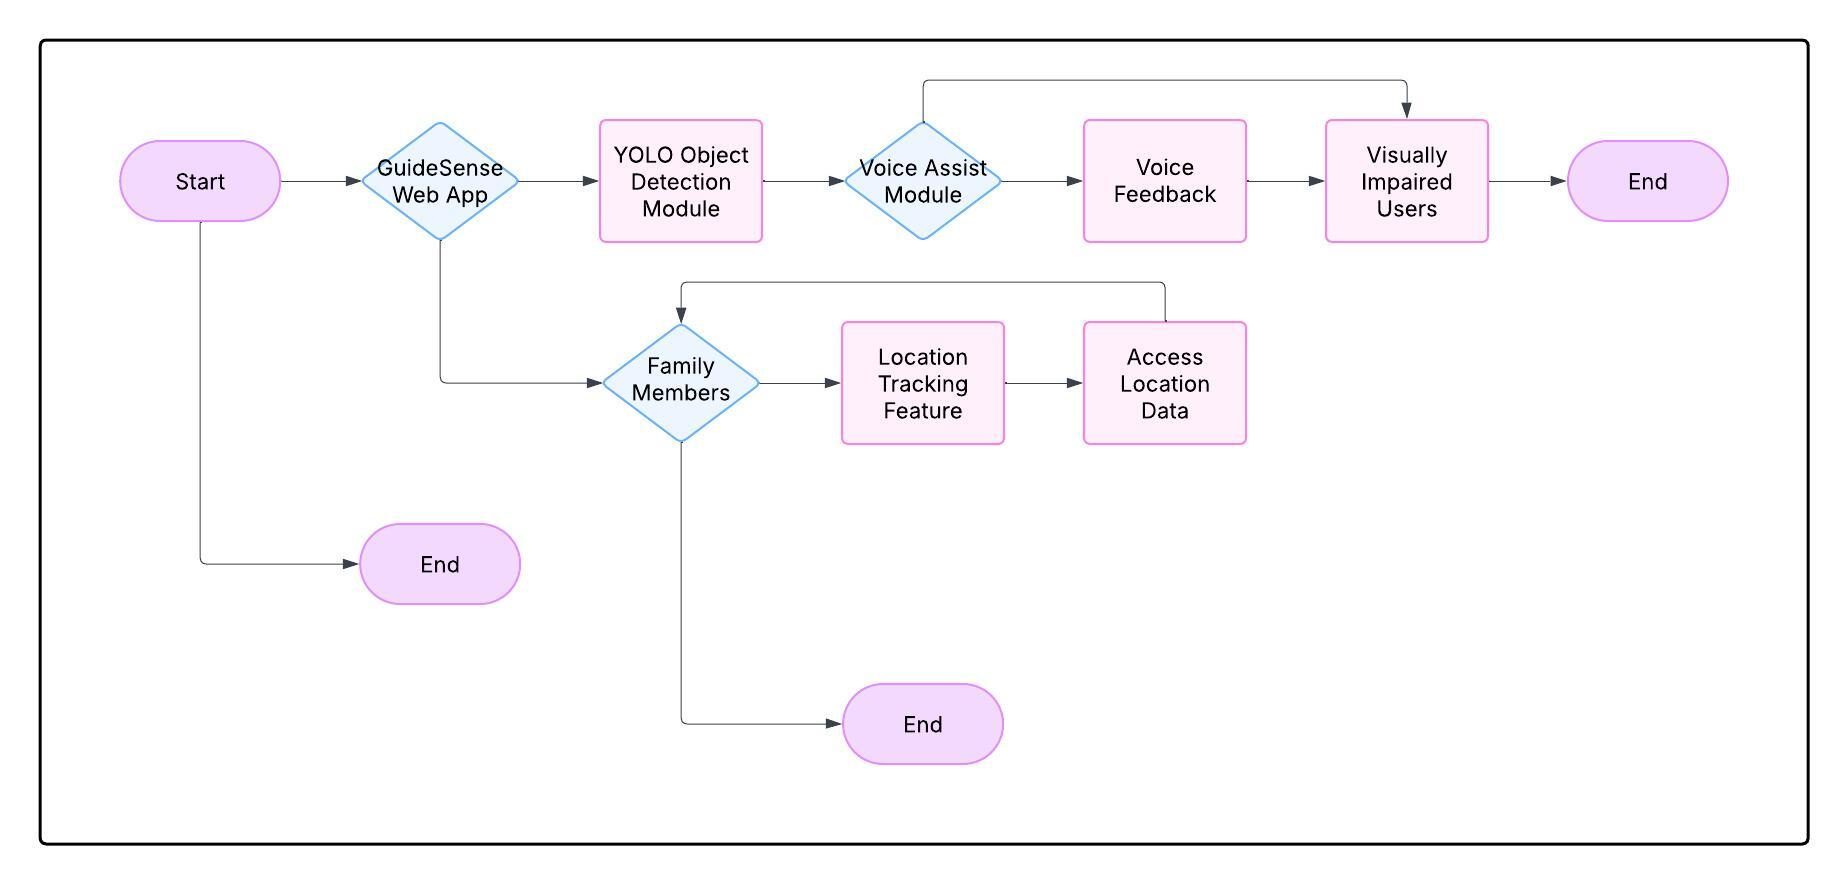 Start
GuideSense
Web App
YOLO Object
Detection
Module
Voice Assist
Module
Voice
Feedback
Visually
Impaired
Users
End
Family
Members
Location
Tracking
Feature
Access
Location
Data
End
End